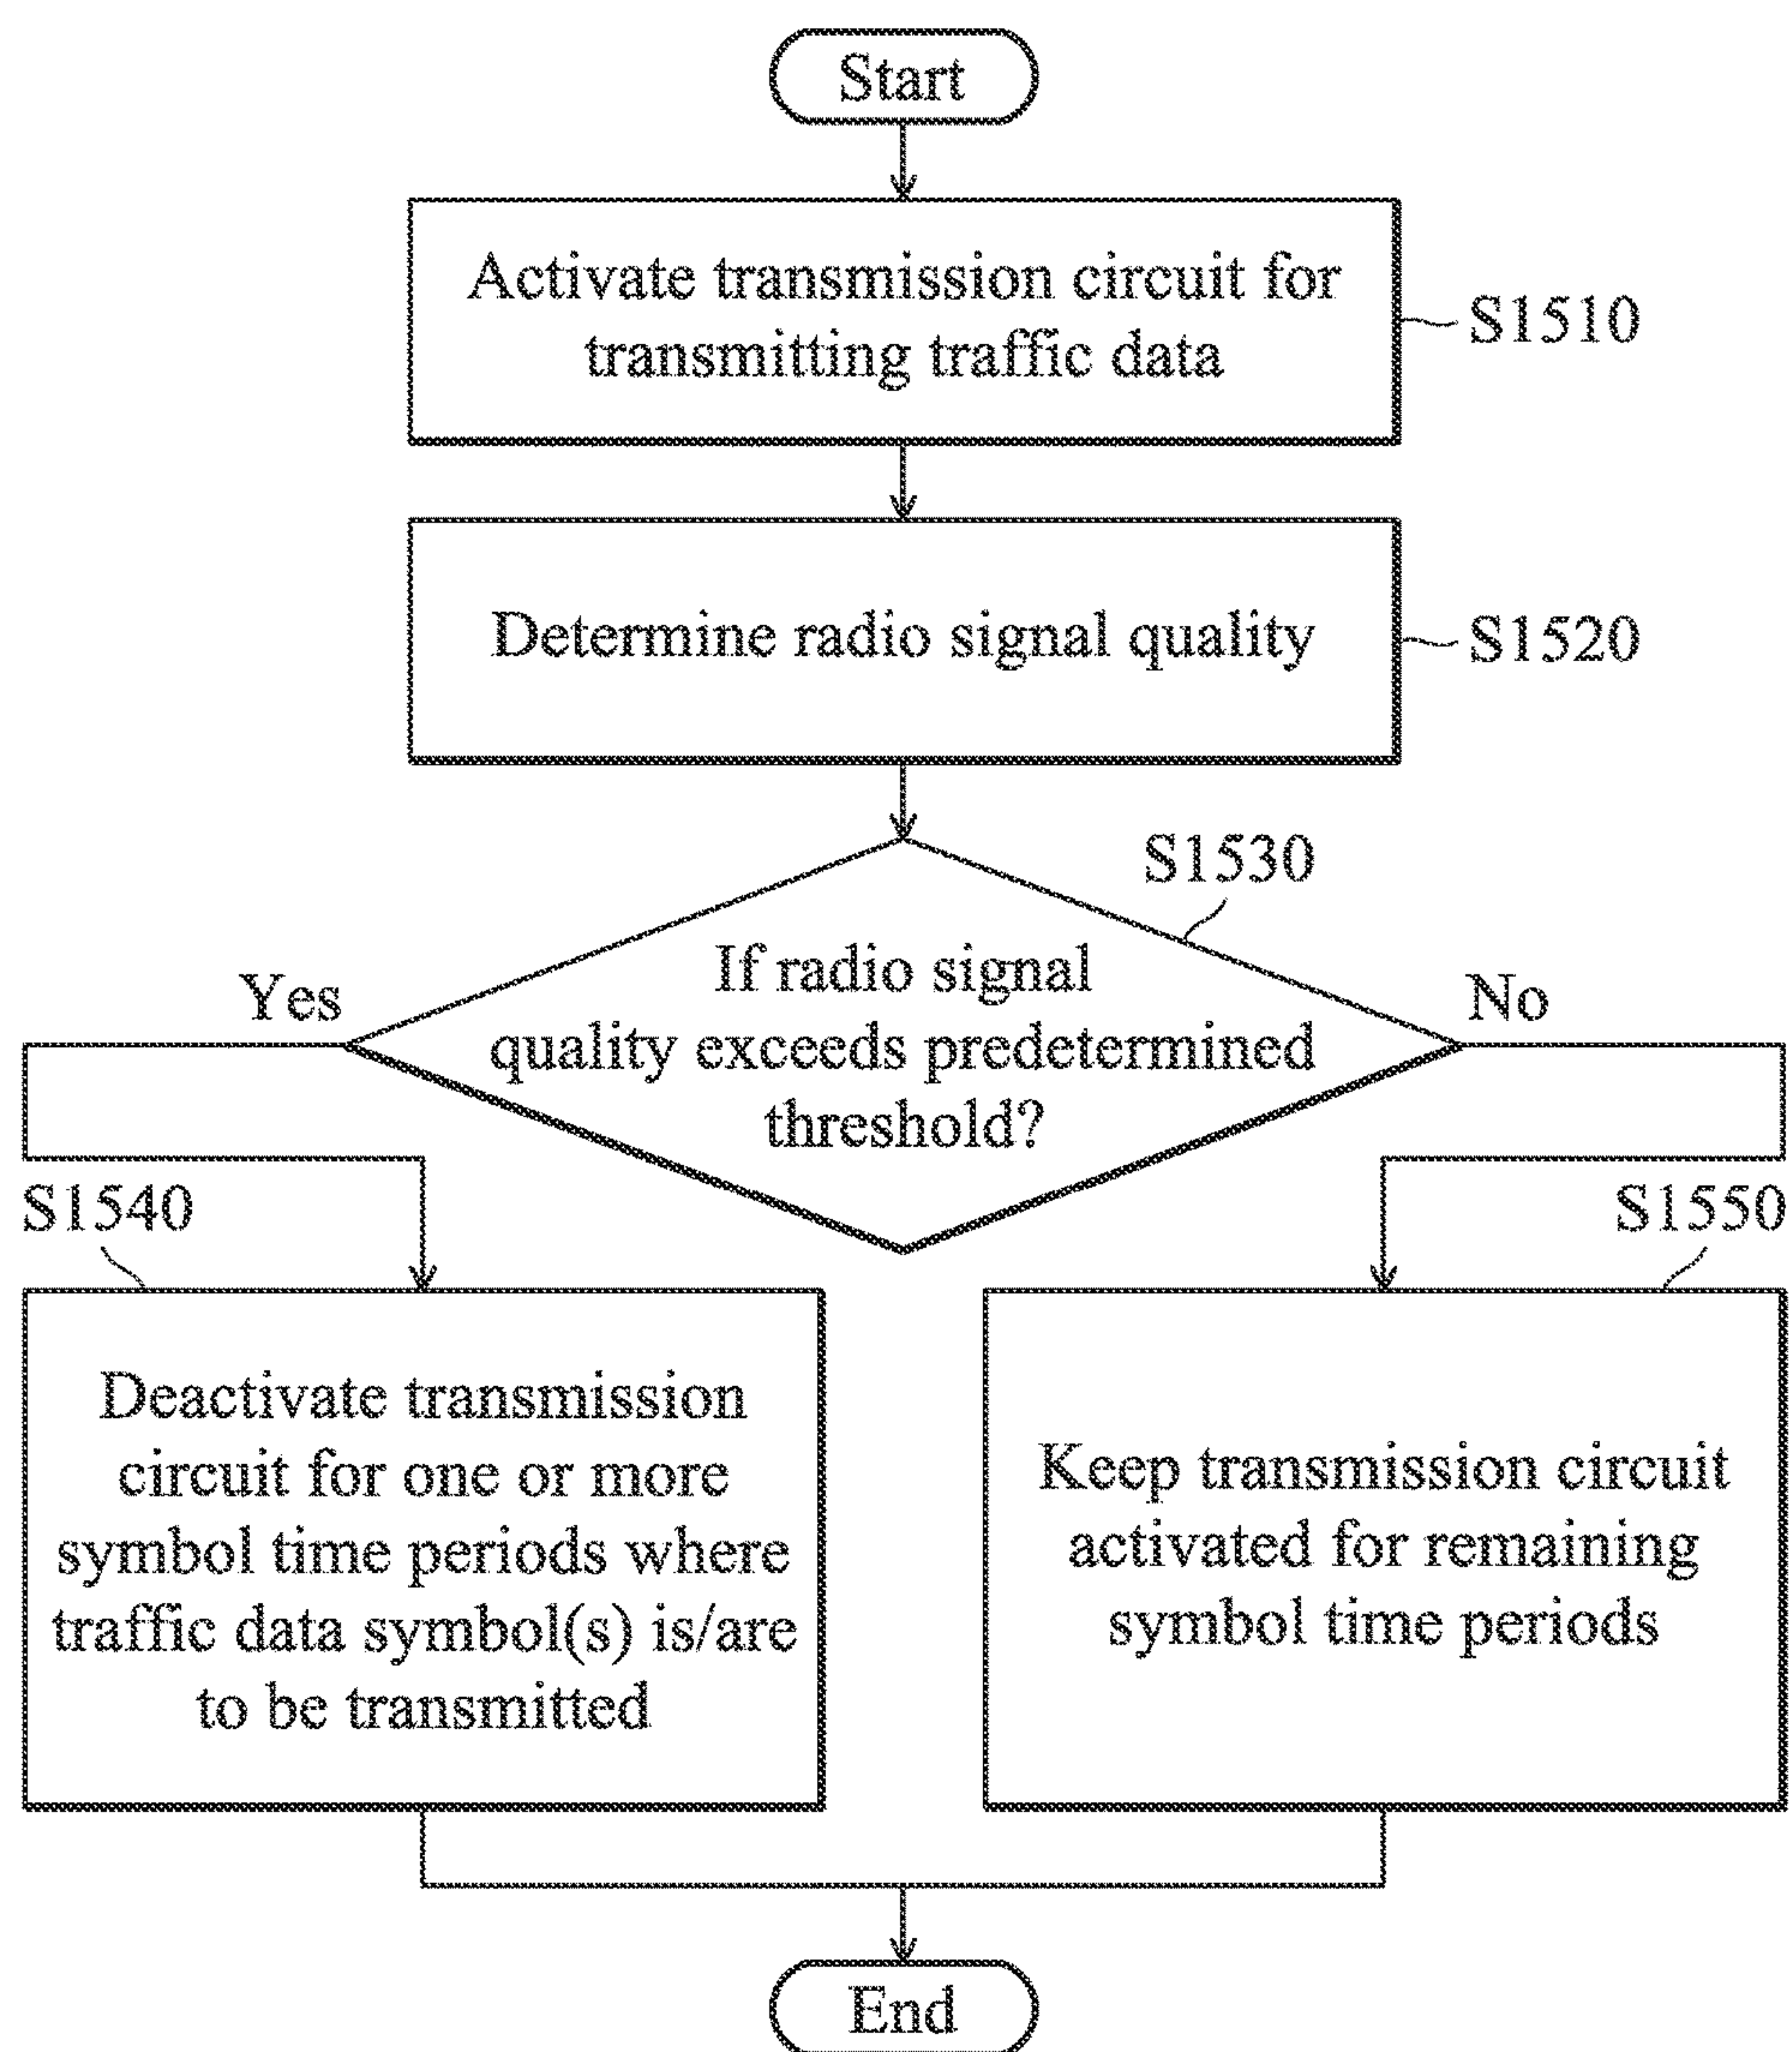 Start
Activate transmission circuit for
transmitting traffic data
S1510
Determine radio signal quality
S1520
S1530
If radio signal
quality exceeds predetermined
threshold?
Yes
No
S1540
S1550
Deactivate transmission
circuit for one or more
symbol time periods where
traffic data symbol(s) is/are
to be transmitted
Keep transmission circuit
activated for remaining
symbol time periods
End